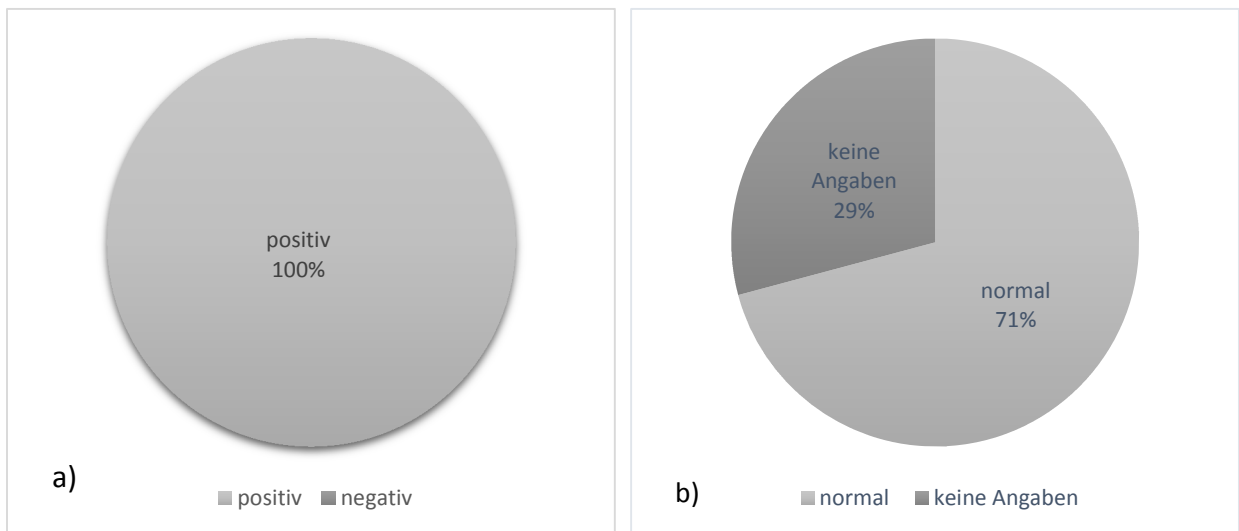 positiv
100%
a)
positiv negativ
keine
Angaben
29%
normal
71%
b)
normal keine Angaben